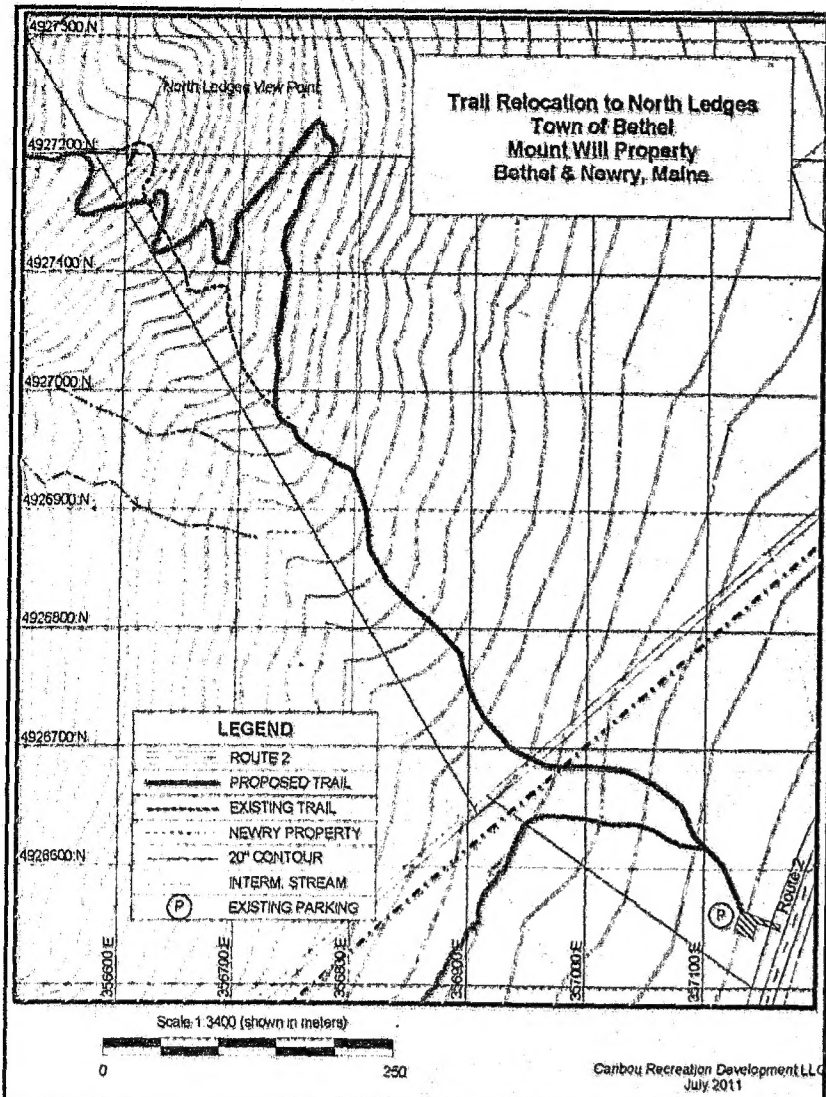 4927300 N
North Ledges View Point
Trail Relocation to North Ledges
Town of Bethel
Mount Will Property
Bethel & Newry, Maine
4927200 N
4927100 N
4927000 N
4926900 N
4926800 N
4926700 N
4926600 N
LEGEND
ROUTE 2
PROPOSED TRAIL
EXISTING TRAIL
NEWRY PROPERTY
20" CONTOUR
INTERM. STREAM
P EXISTING PARKING
P
Route 2
356600 E
356700 E
356800 E
356900 E
357000 E
357100 E
Scale 1:3400 (shown in meters)
0 250
Caribou Recreation Development LLC
July 2011